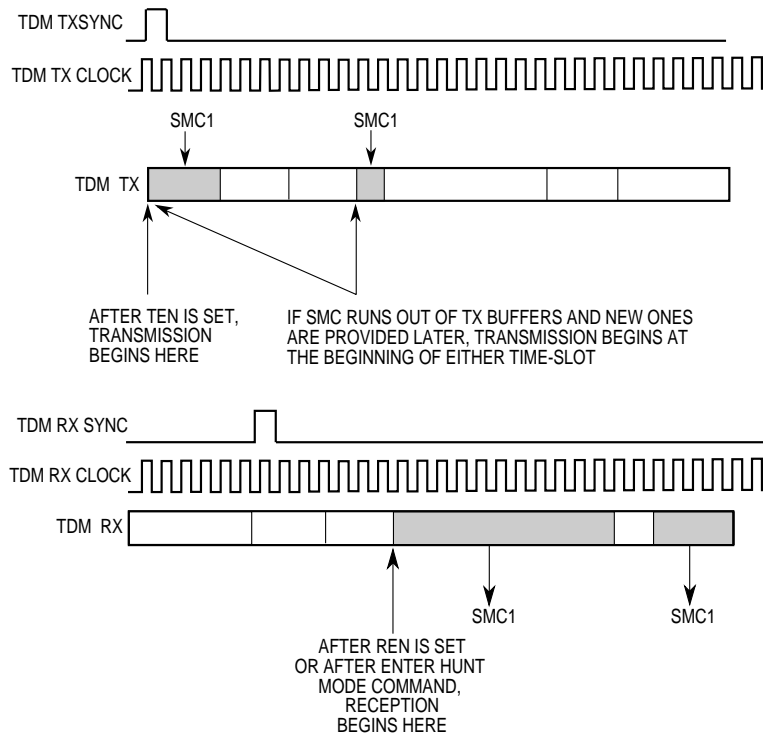 TDM TXSYNC
TDM TX CLOCK
SMC1
SMC1
TDM TX
AFTER TEN IS SET,
TRANSMISSION
BEGINS HERE
IF SMC RUNS OUT OF TX BUFFERS AND NEW ONES
ARE PROVIDED LATER, TRANSMISSION BEGINS AT
THE BEGINNING OF EITHER TIME-SLOT
TDM RX SYNC
TDM RX CLOCK
TDM RX
SMC1
SMC1
AFTER REN IS SET
OR AFTER ENTER HUNT
MODE COMMAND,
RECEPTION
BEGINS HERE